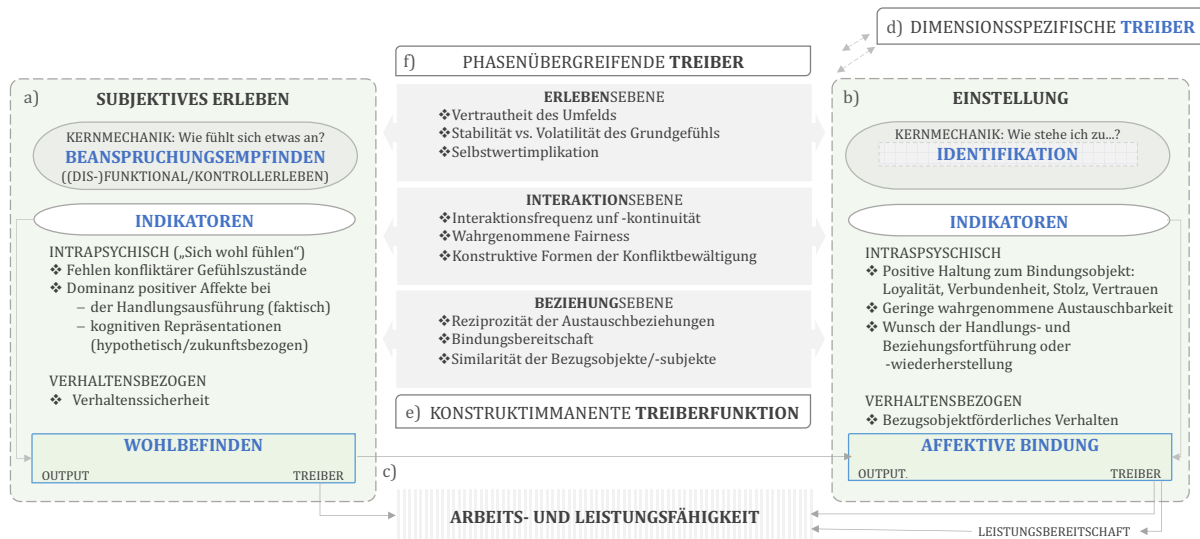 d) DIMENSIONSSPEZIFISCHE TREIBER
f) PHASENÜBERGREIFENDE TREIBER
a) SUBJEKTIVES ERLEBEN
KERNMECHANIK: Wie fühlt sich etwas an?
BEANSPRUCHUNGSEMPFINDEN
((DIS-)FUNKTIONAL/KONTROLLERLEBEN)
INDIKATOREN
INTRAPSYCHISCH („Sich wohl fühlen“)
❖ Fehlen konfliktärer Gefühlszustände
❖ Dominanz positiver Affekte bei
– der Handlungsausführung (faktisch)
– kognitiven Repräsentationen
(hypothetisch/zukunftsbezogen)
VERHALTENSBEZOGEN
❖ Verhaltenssicherheit
WOHLBEFINDEN
OUTPUT TREIBER
ERLEBENSEBENE
❖Vertrautheit des Umfelds
❖Stabilität vs. Volatilität des Grundgefühls
❖Selbstwertimplikation
INTERAKTIONSEBENE
❖Interaktionsfrequenz unf -kontinuität
❖Wahrgenommene Fairness
❖Konstruktive Formen der Konfliktbewältigung
BEZIEHUNGSEBENE
❖Reziprozität der Austauschbeziehungen
❖Bindungsbereitschaft
❖Similarität der Bezugsobjekte/-subjekte
e) KONSTRUKTIMMANENTE TREIBERFUNKTION
b) EINSTELLUNG
KERNMECHANIK: Wie stehe ich zu...?
IDENTIFIKATION
INDIKATOREN
INTRASPSYCHISCH
❖ Positive Haltung zum Bindungsobjekt:
Loyalität, Verbundenheit, Stolz, Vertrauen
❖ Geringe wahrgenommene Austauschbarkeit
❖ Wunsch der Handlungs- und
Beziehungsfortführung oder
-wiederherstellung
VERHALTENSBEZOGEN
❖ Bezugsobjektförderliches Verhalten
AFFEKTIVE BINDUNG
OUTPUT. TREIBER
c)
ARBEITS- UND LEISTUNGSFÄHIGKEIT
LEISTUNGSBEREITSCHAFT